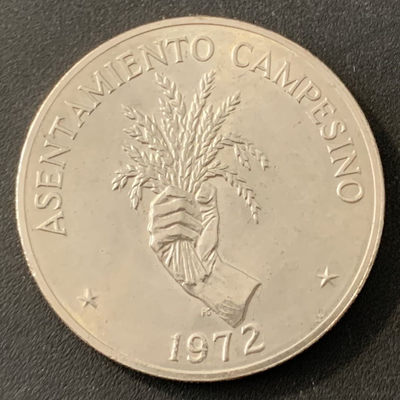 ASENTAMIENTO CAMPESINO
1972